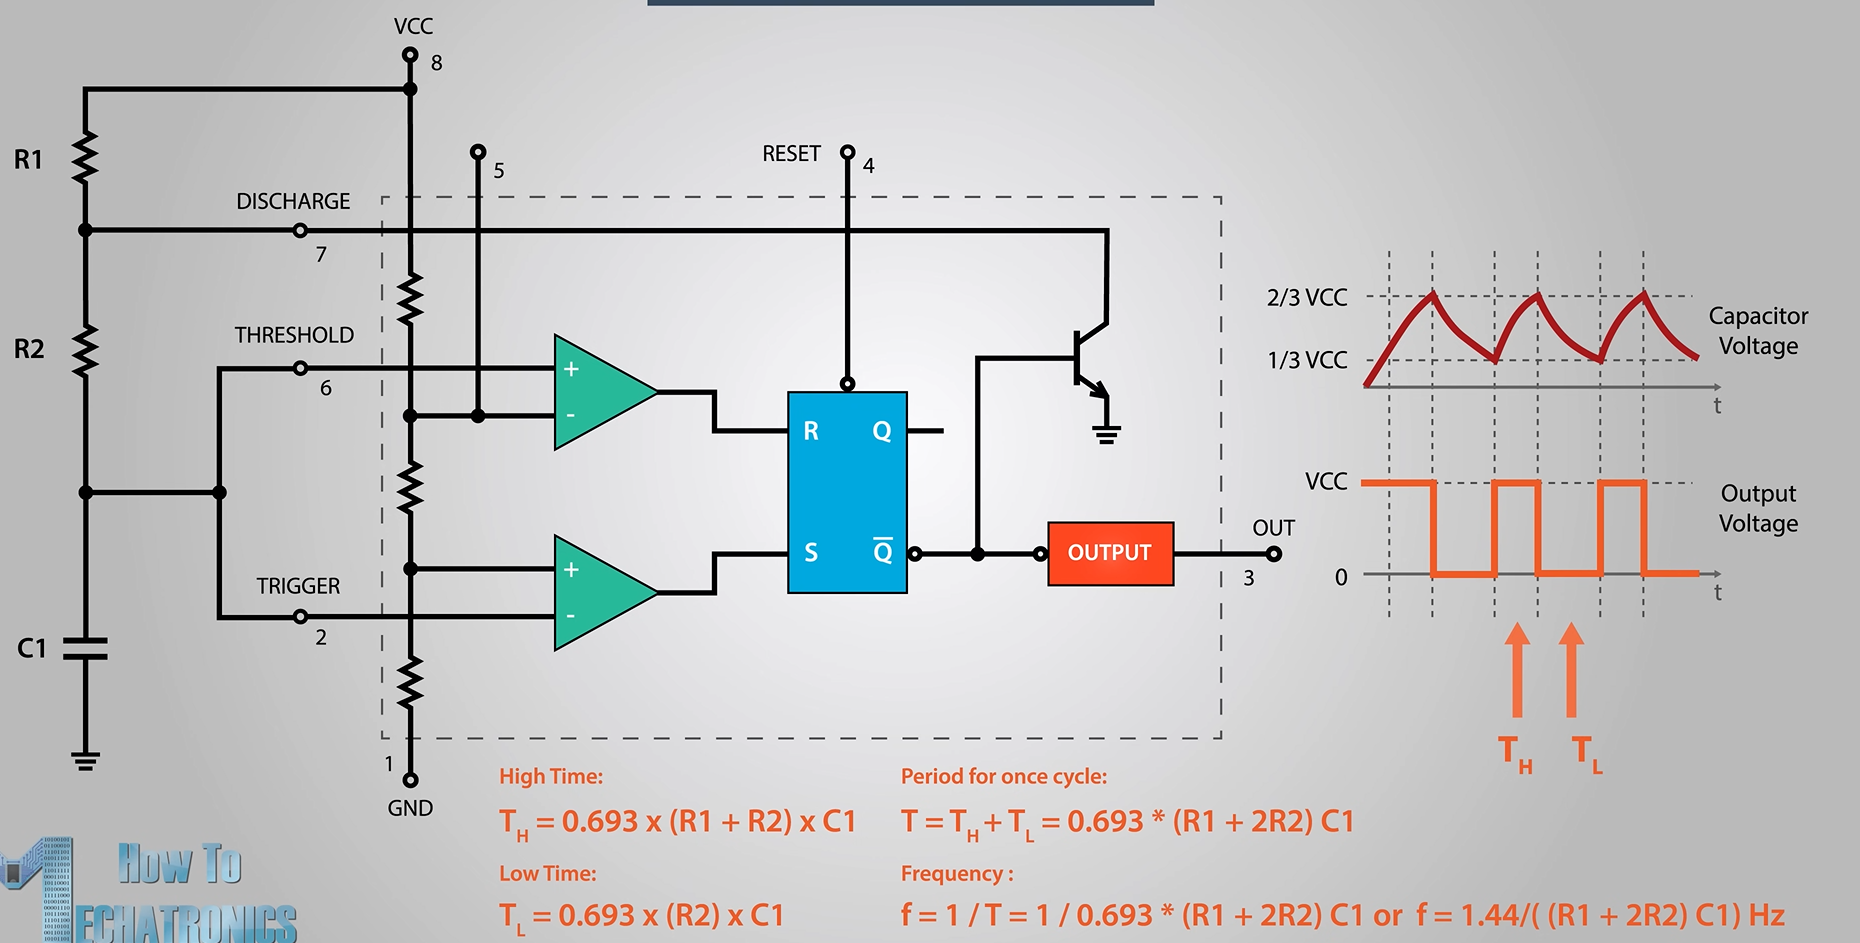 VCC
8
R1
5
RESET
4
DISCHARGE
7
THRESHOLD
6
R2
+
-
R
Q
S
Q̅
+
-
OUTPUT
OUT
3
TRIGGER
2
C1
1
GND
2/3 VCC
1/3 VCC
Capacitor
Voltage
t
VCC
0
Output
Voltage
t
TH
TL
High Time:
TH = 0.693 x (R1 + R2) x C1
Low Time:
TL = 0.693 x (R2) x C1
Period for once cycle:
T = TH + TL = 0.693 * (R1 + 2R2) C1
Frequency :
f = 1 / T = 1 / 0.693 * (R1 + 2R2) C1 or f = 1.44/( (R1 + 2R2) C1) Hz
How To
MECHATRONICS